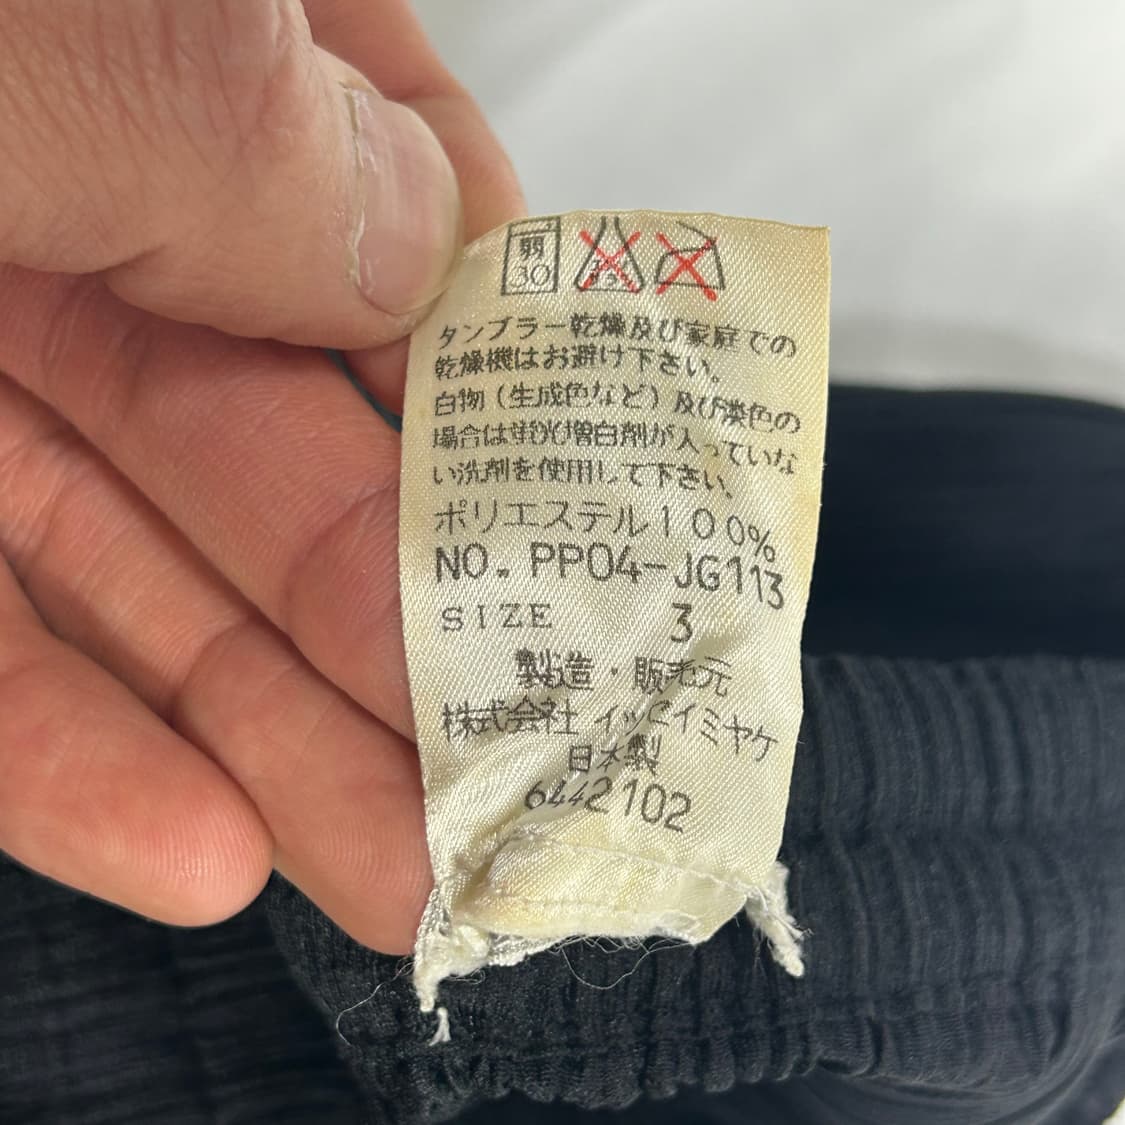 弱
30
タンブラー乾燥及び家庭での
乾燥機はお避け下さい。
白物（生成色など）及び淡色の
場合は蛍光増白剤が入っていな
い洗剤を使用して下さい。
ポリエステル100%
NO. PP04-JG113
SIZE 3
製造・販売元
株式会社 イッセイミヤケ
日本製
6442102